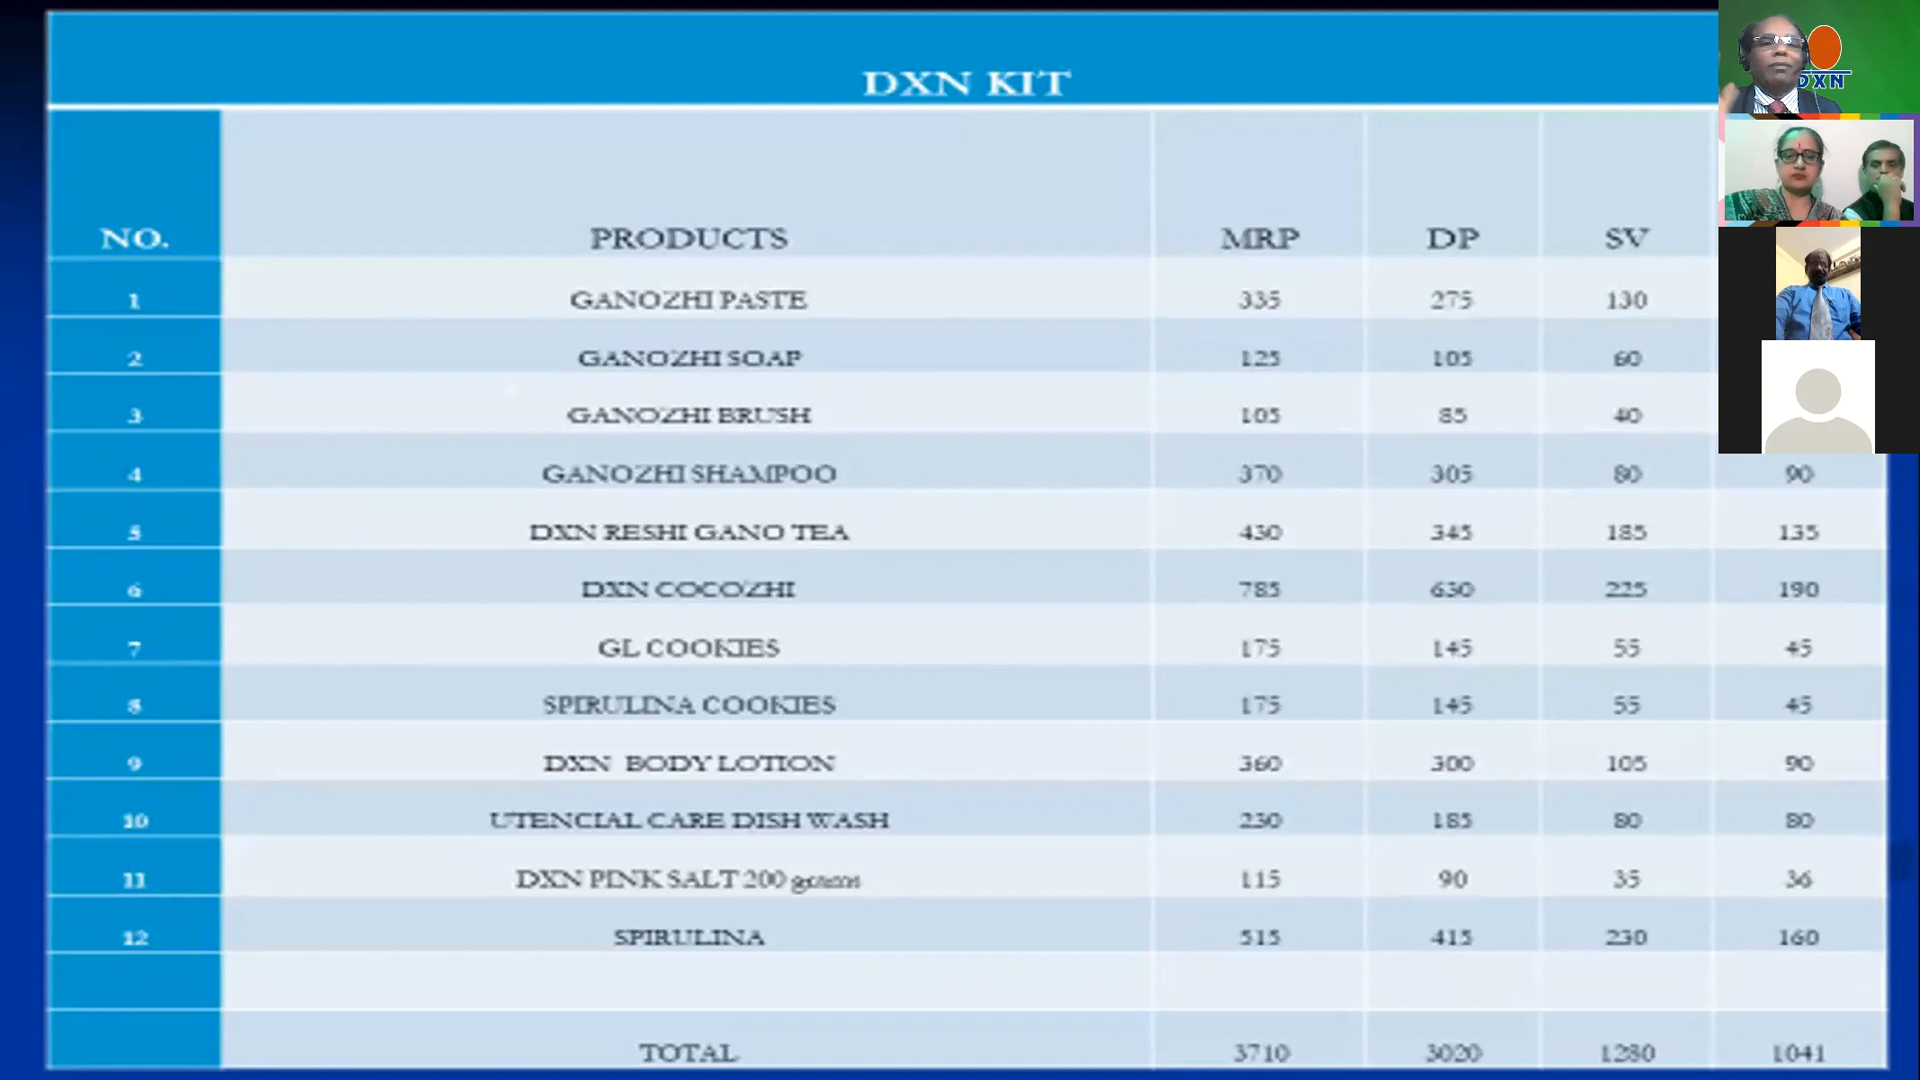 DXN KIT
NO. PRODUCTS MRP DP SV
1 GANOZHI PASTE 335 275 130
2 GANOZHI SOAP 125 105 60
3 GANOZHI BRUSH 105 85 40
4 GANOZHI SHAMPOO 370 305 80 90
5 DXN RESHI GANO TEA 430 345 185 135
6 DXN COCOZHI 785 630 225 190
7 GL COOKIES 175 145 55 45
8 SPIRULINA COOKIES 175 145 55 45
9 DXN BODY LOTION 360 300 105 90
10 UTENCIAL CARE DISH WASH 230 185 80 80
11 DXN PINK SALT 200 grams 115 90 35 36
12 SPIRULINA 515 415 230 160
TOTAL 3710 3020 1280 1041
DXN